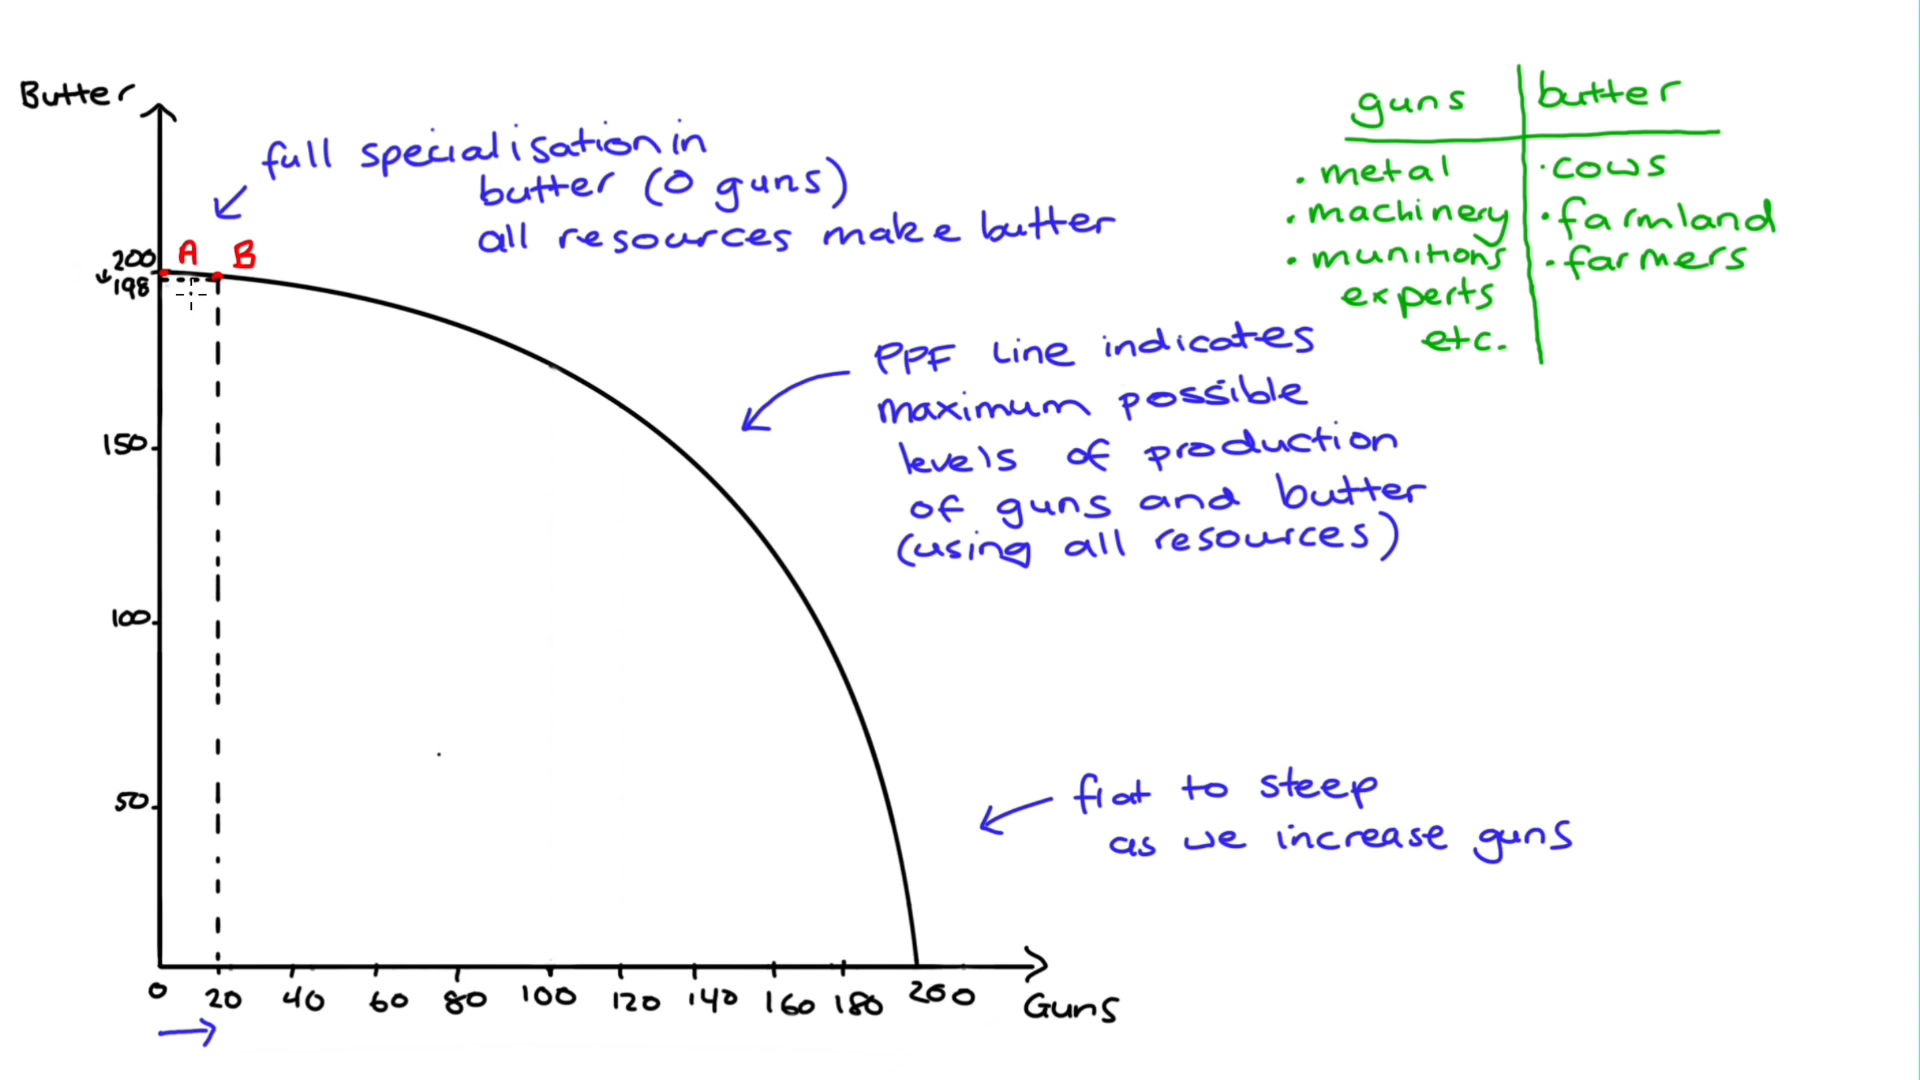 Butter
full specialisation in
butter (0 guns)
all resources make butter
A B
200
198
150
100
50
0 20 40 60 80 100 120 140 160 180 200
Guns
PPF line indicates
maximum possible
levels of production
of guns and butter
(using all resources)
flat to steep
as we increase guns
guns butter
• metal • cows
• machinery • farmland
• munitions • farmers
experts
etc.